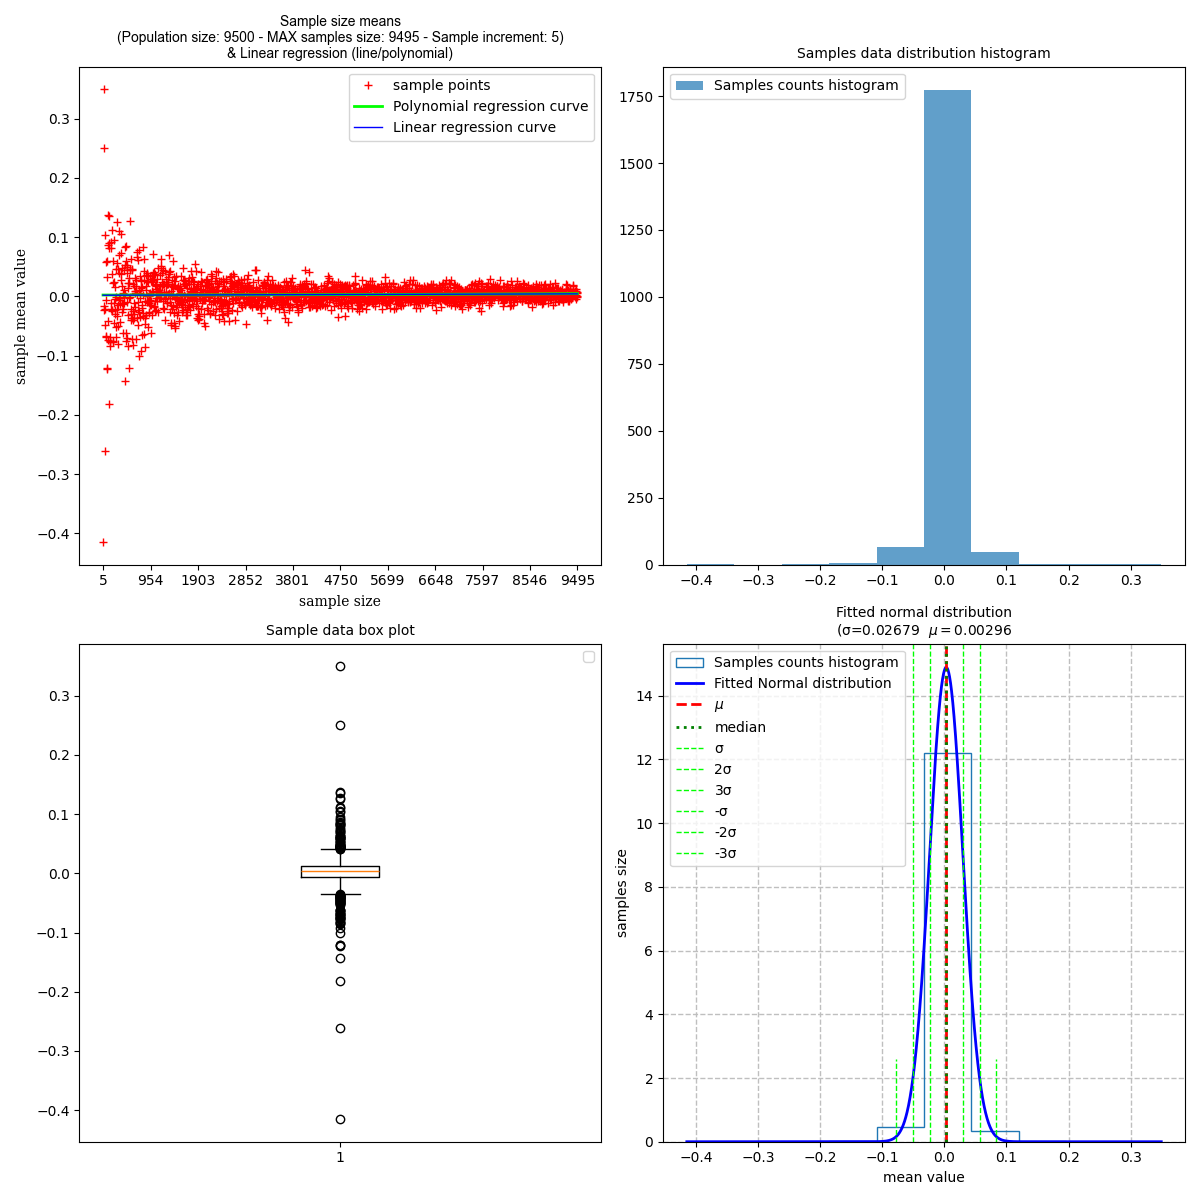 Sample size means
(Population size: 9500 - MAX samples size: 9495 - Sample increment: 5)
& Linear regression (line/polynomial)
sample points
Polynomial regression curve
Linear regression curve
0.3
0.2
0.1
0.0
−0.1
−0.2
−0.3
−0.4
sample mean value
5 954 1903 2852 3801 4750 5699 6648 7597 8546 9495
sample size
Samples data distribution histogram
Samples counts histogram
1750
1500
1250
1000
750
500
250
0
−0.4 −0.3 −0.2 −0.1 0.0 0.1 0.2 0.3
Sample data box plot
0.3
0.2
0.1
0.0
−0.1
−0.2
−0.3
−0.4
1
Fitted normal distribution
(σ=0.02679 μ = 0.00296
Samples counts histogram
Fitted Normal distribution
μ
median
σ
2σ
3σ
-σ
-2σ
-3σ
14
12
10
8
6
4
2
0
samples size
−0.4 −0.3 −0.2 −0.1 0.0 0.1 0.2 0.3
mean value